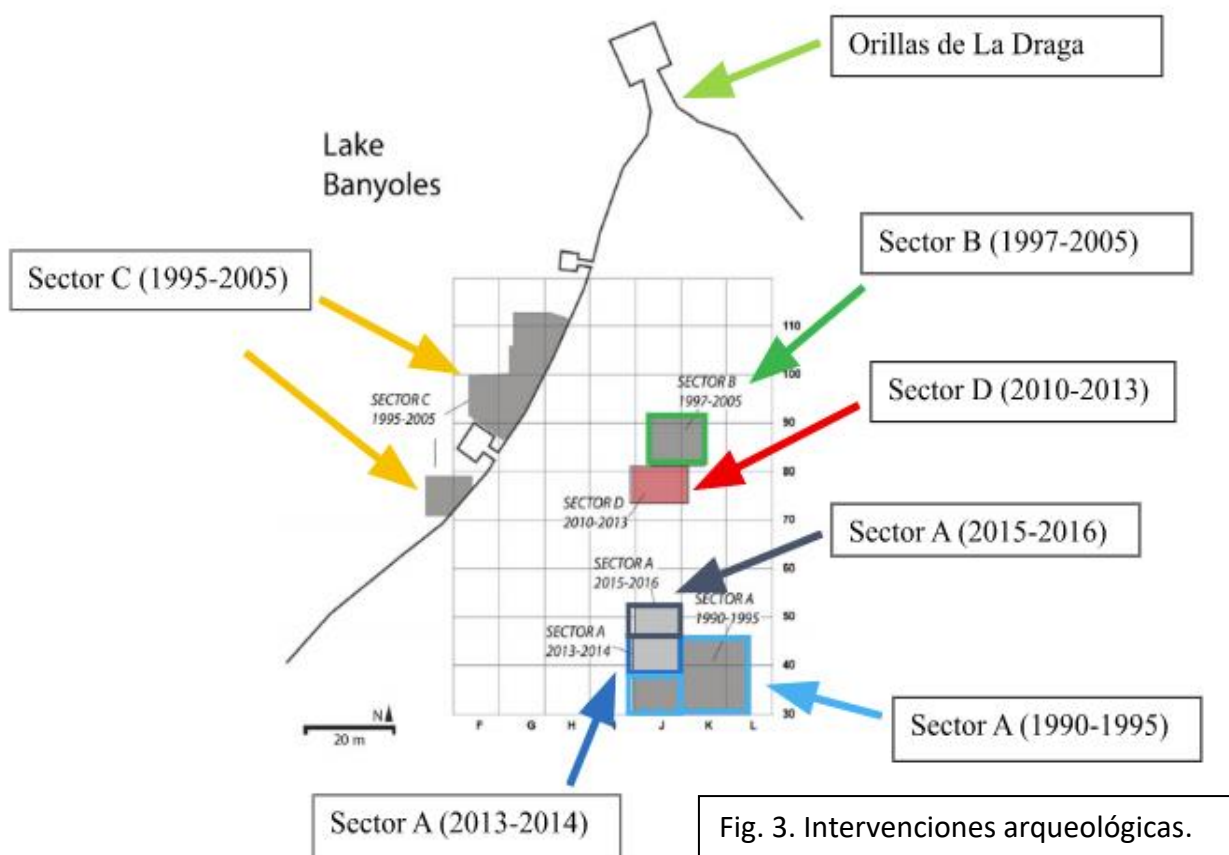 Orillas de La Draga
Lake
Banyoles
Sector B (1997-2005)
Sector C (1995-2005)
110
100
SECTOR B
1997-2005
Sector D (2010-2013)
SECTOR C
1995-2005
90
80
SECTOR D
2010-2013
70
Sector A (2015-2016)
60
SECTOR A
2015-2016
SECTOR A
1990-1995
50
SECTOR A
2013-2014
40
30
N
20 m
F G H J K L
Sector A (1990-1995)
Sector A (2013-2014)
Fig. 3. Intervenciones arqueológicas.